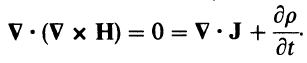 ∇ · (∇ × H) = 0 = ∇ · J + ∂ρ/∂t.